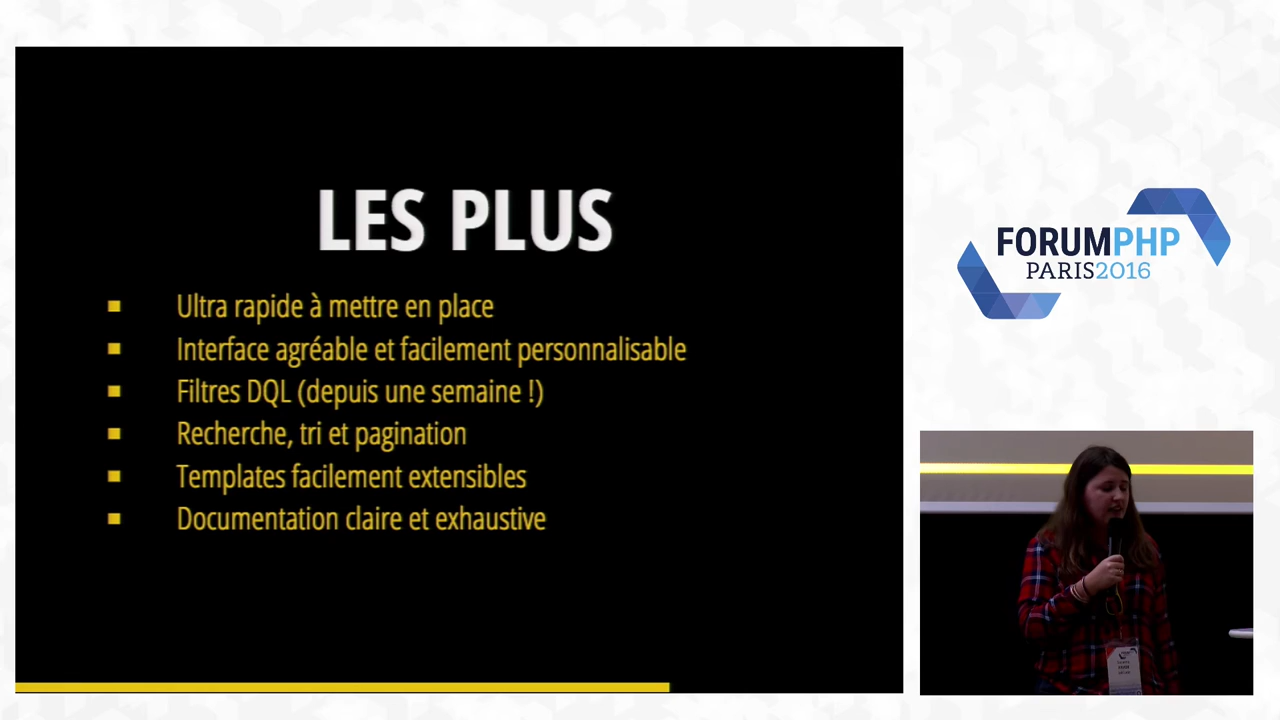 LES PLUS
Ultra rapide à mettre en place
Interface agréable et facilement personnalisable
Filtres DQL (depuis une semaine !)
Recherche, tri et pagination
Templates facilement extensibles
Documentation claire et exhaustive
FORUMPHP
PARIS2016